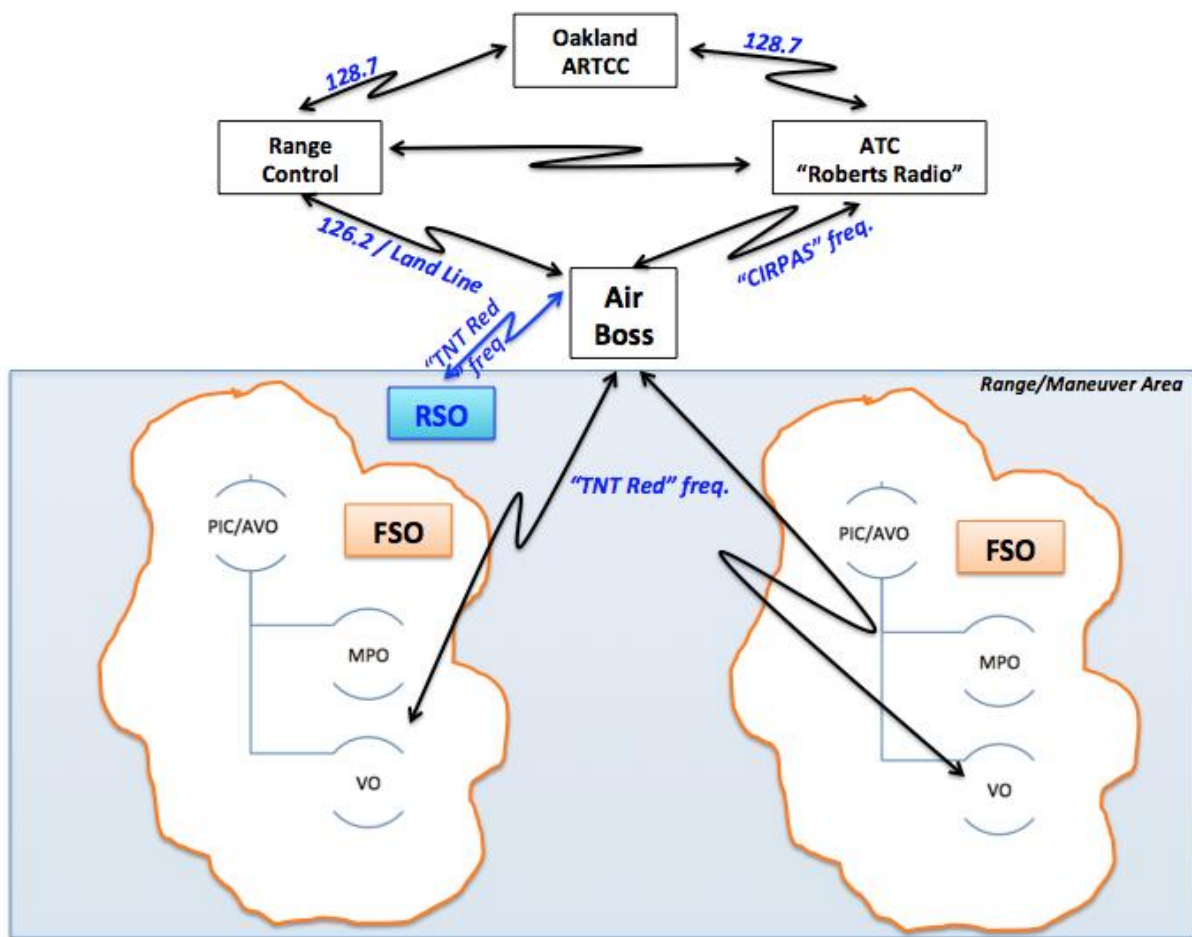 Oakland
ARTCC
128.7
128.7
Range
Control
ATC
“Roberts Radio”
126.2 / Land Line
“CIRPAS” freq.
Air
Boss
“TNT Red
” freq
Range/Maneuver Area
RSO
“TNT Red” freq.
PIC/AVO
FSO
MPO
VO
PIC/AVO
FSO
MPO
VO